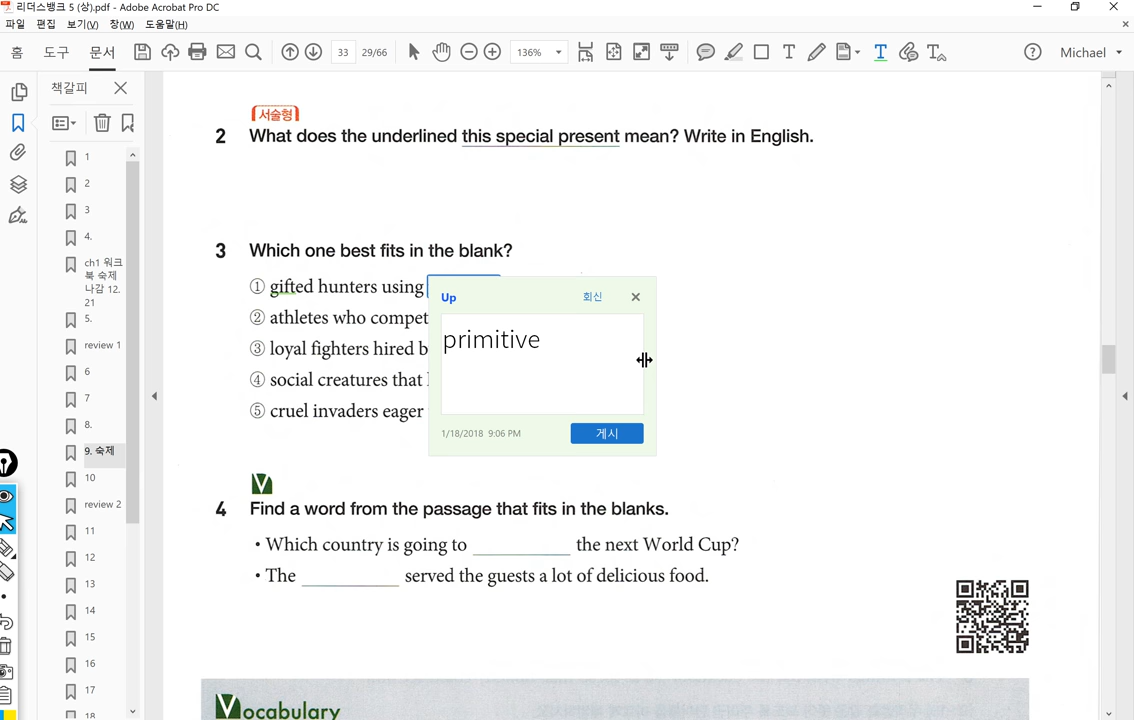 리더스뱅크 5 (상).pdf - Adobe Acrobat Pro DC
파일 편집 보기(V) 창(W) 도움말(H)
홈 도구 문서 33 29/66 136% Michael
책갈피
1
2
3
4.
ch1 워크
북 숙제
나감 12.
21
5.
review 1
6
7
8.
9. 숙제
10
review 2
11
12
13
14
15
16
17
18
서술형
2 What does the underlined this special present mean? Write in English.
3 Which one best fits in the blank?
① gifted hunters using
② athletes who compet
③ loyal fighters hired b
④ social creatures that
⑤ cruel invaders eager
Up 회신
primitive
1/18/2018 9:06 PM 게시
V
4 Find a word from the passage that fits in the blanks.
• Which country is going to __________ the next World Cup?
• The __________ served the guests a lot of delicious food.
Vocabulary